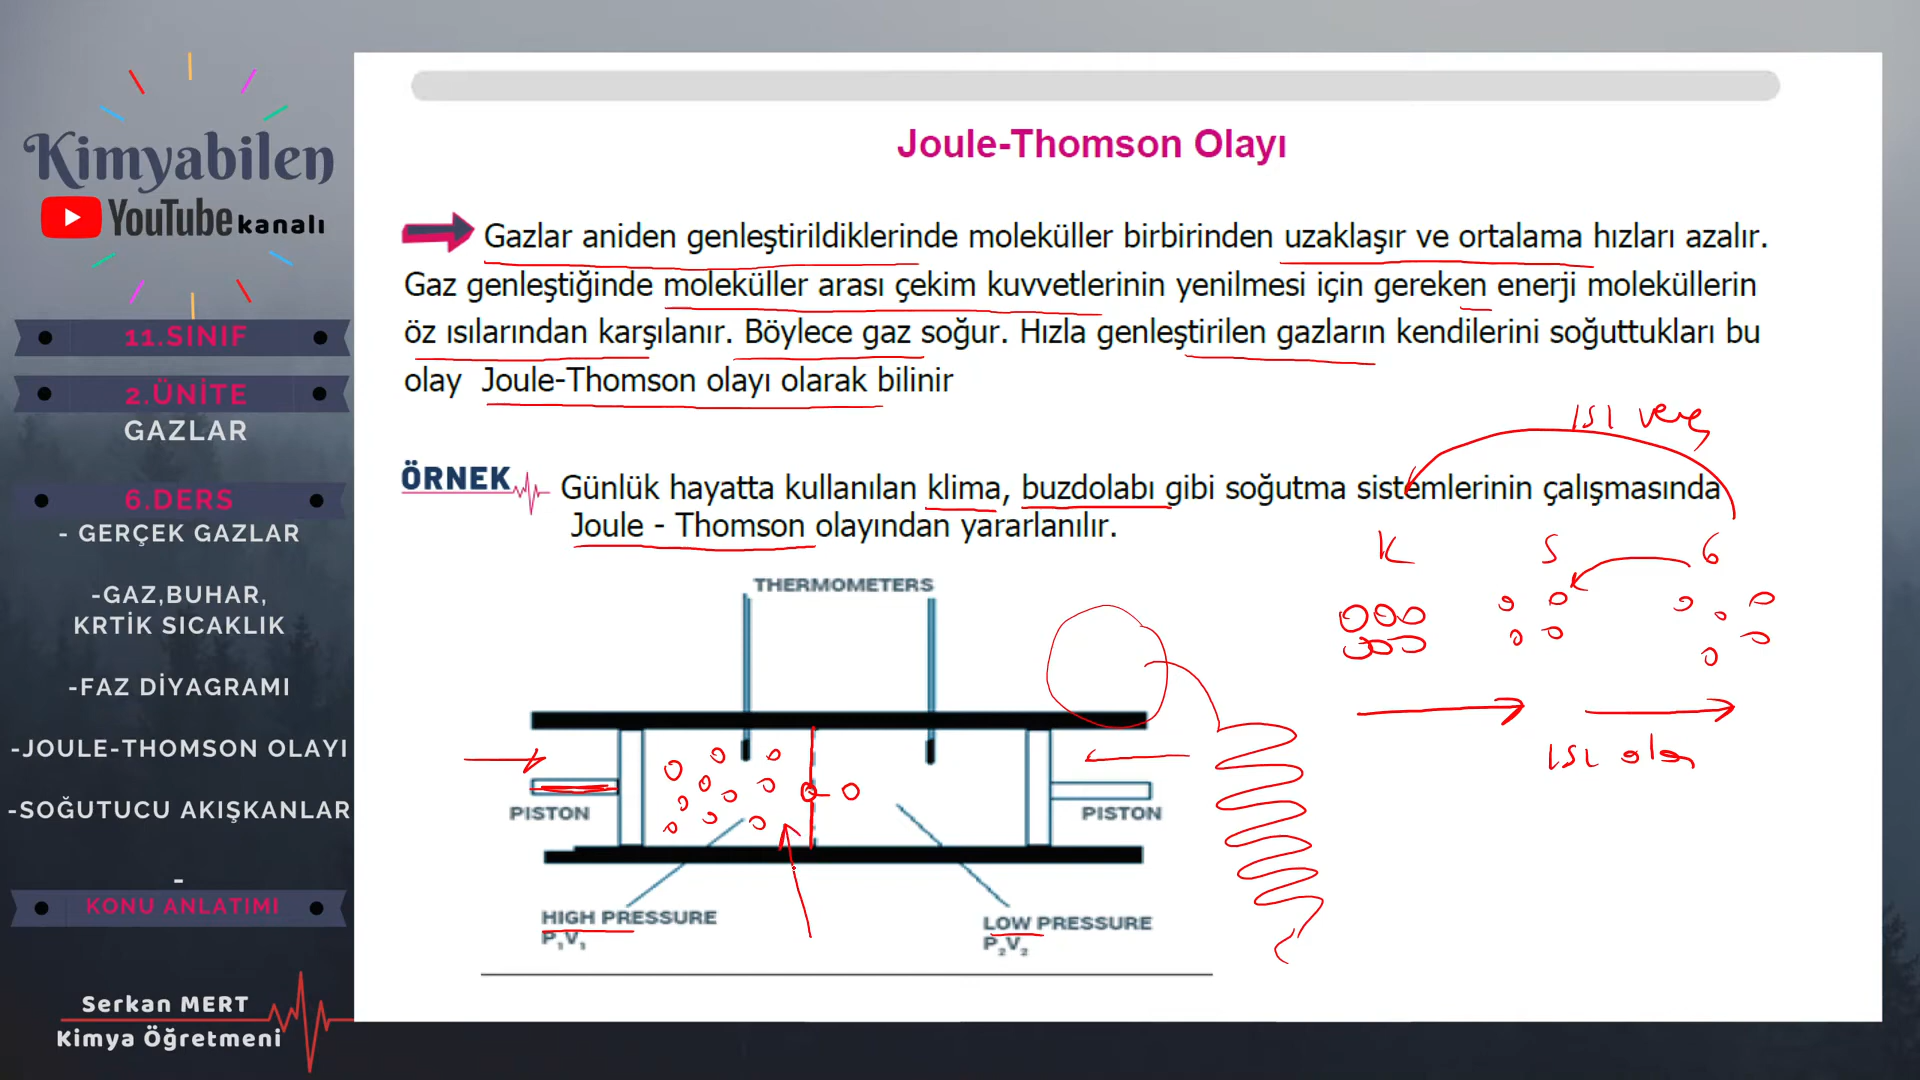 Kimyabilen
YouTube kanalı
11.SINIF
2.ÜNİTE
GAZLAR
6.DERS
- GERÇEK GAZLAR
-GAZ,BUHAR,
KRTİK SICAKLIK
-FAZ DİYAGRAMI
-JOULE-THOMSON OLAYI
-SOĞUTUCU AKIŞKANLAR
-
KONU ANLATIMI
Serkan MERT
Kimya Öğretmeni
Joule-Thomson Olayı
Gazlar aniden genleştirildiklerinde moleküller birbirinden uzaklaşır ve ortalama hızları azalır.
Gaz genleştiğinde moleküller arası çekim kuvvetlerinin yenilmesi için gereken enerji moleküllerin
öz ısılarından karşılanır. Böylece gaz soğur. Hızla genleştirilen gazların kendilerini soğuttukları bu
olay Joule-Thomson olayı olarak bilinir
ISI
ÖRNEK
Günlük hayatta kullanılan klima, buzdolabı gibi soğutma sistemlerinin çalışmasında
Joule - Thomson olayından yararlanılır.
K S G
THERMOMETERS
ISI
PISTON
PISTON
HIGH PRESSURE
P₁V₁
LOW PRESSURE
P₂V₂